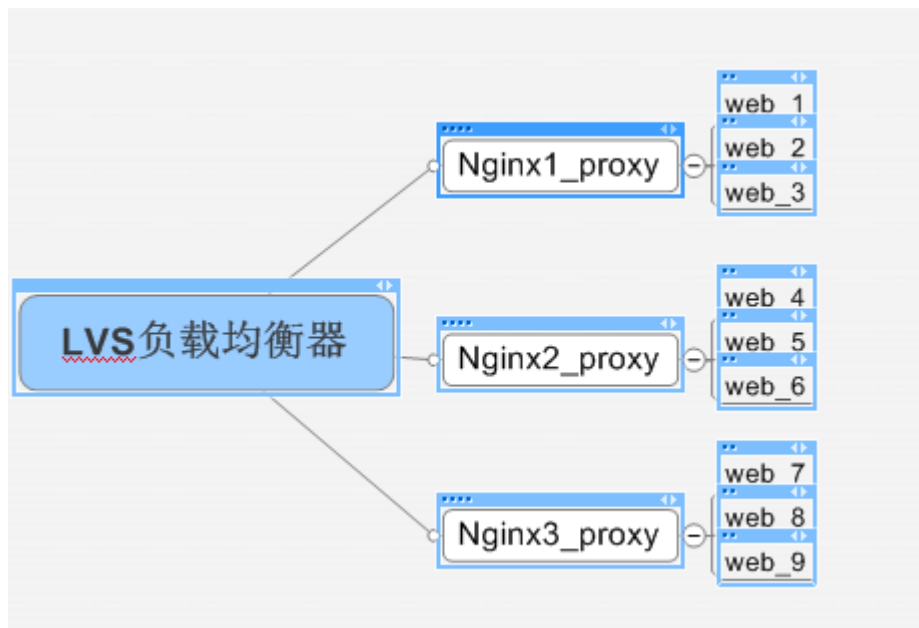 LVS负载均衡器
Nginx1_proxy
web_1
web_2
web_3
Nginx2_proxy
web_4
web_5
web_6
Nginx3_proxy
web_7
web_8
web_9